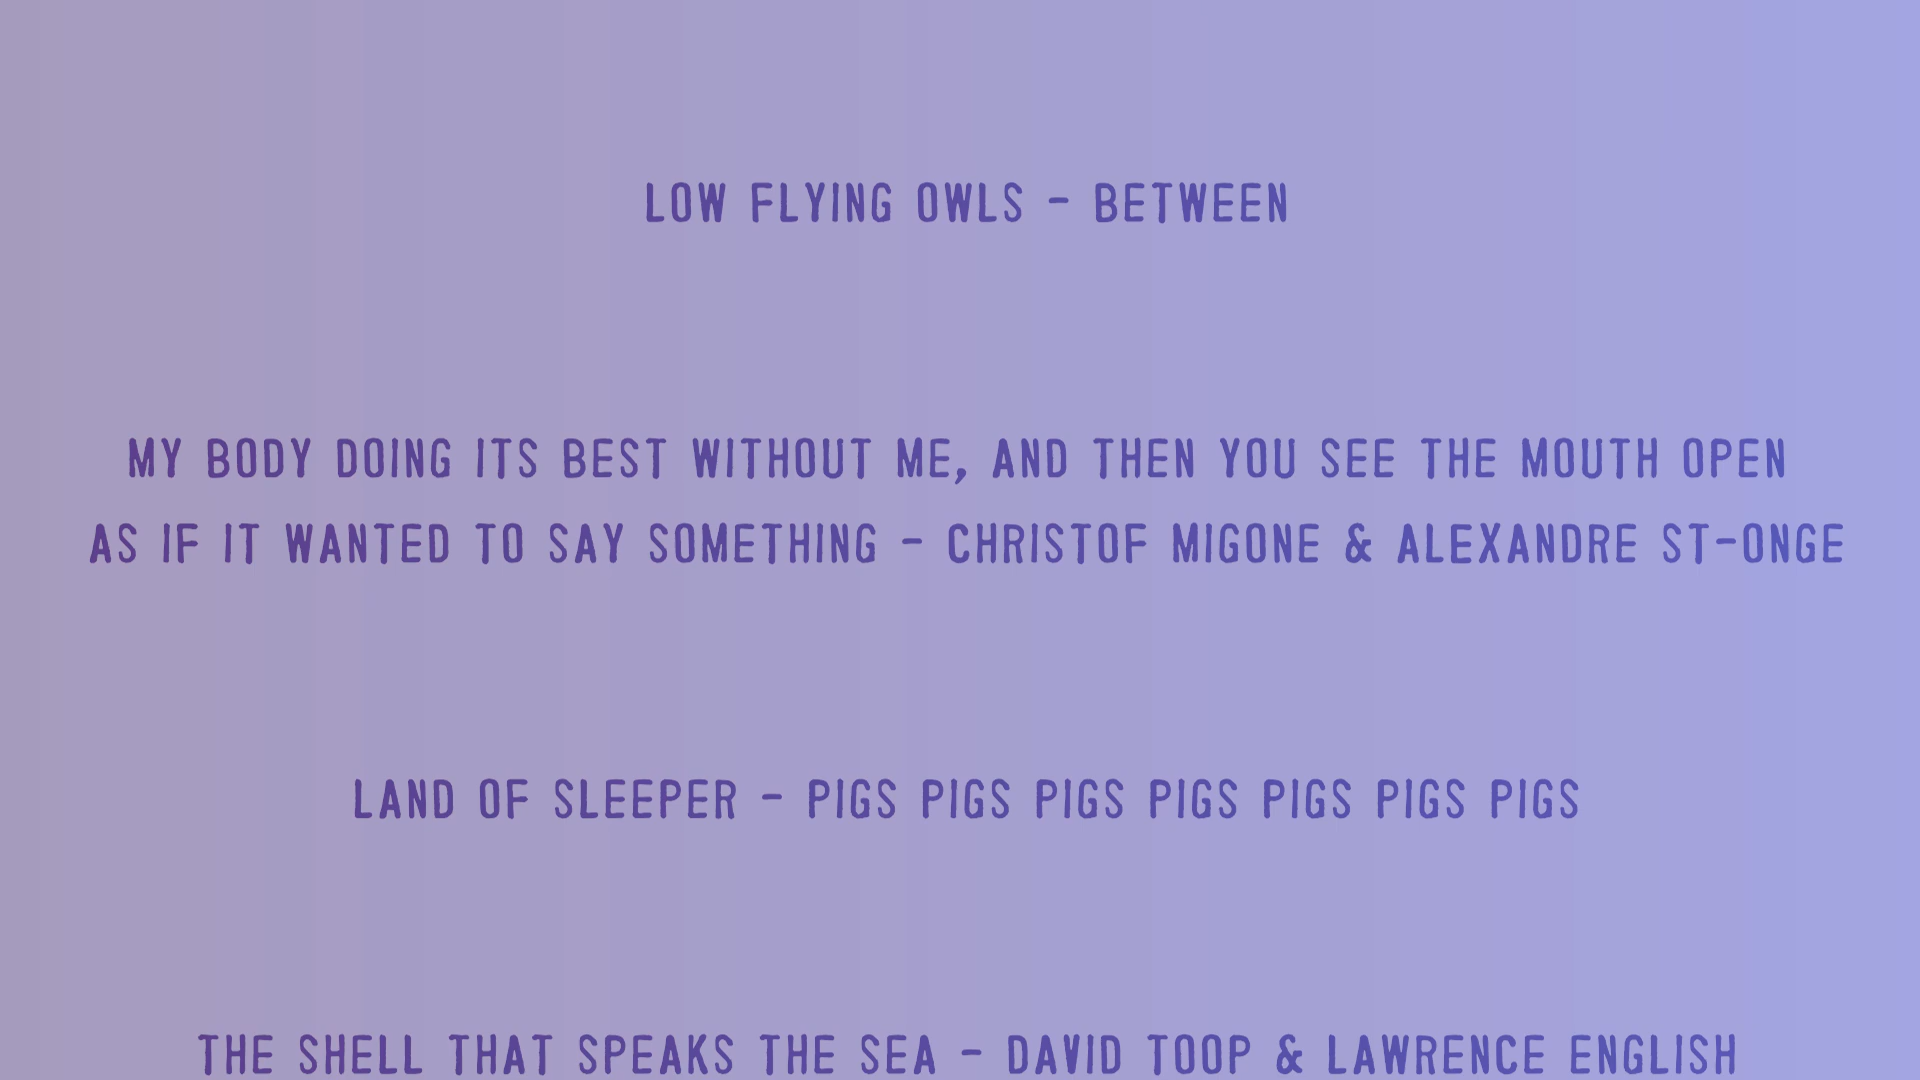 LOW FLYING OWLS - BETWEEN
MY BODY DOING ITS BEST WITHOUT ME, AND THEN YOU SEE THE MOUTH OPEN
AS IF IT WANTED TO SAY SOMETHING - CHRISTOF MIGONE & ALEXANDRE ST-ONGE
LAND OF SLEEPER - PIGS PIGS PIGS PIGS PIGS PIGS PIGS
THE SHELL THAT SPEAKS THE SEA - DAVID TOOP & LAWRENCE ENGLISH